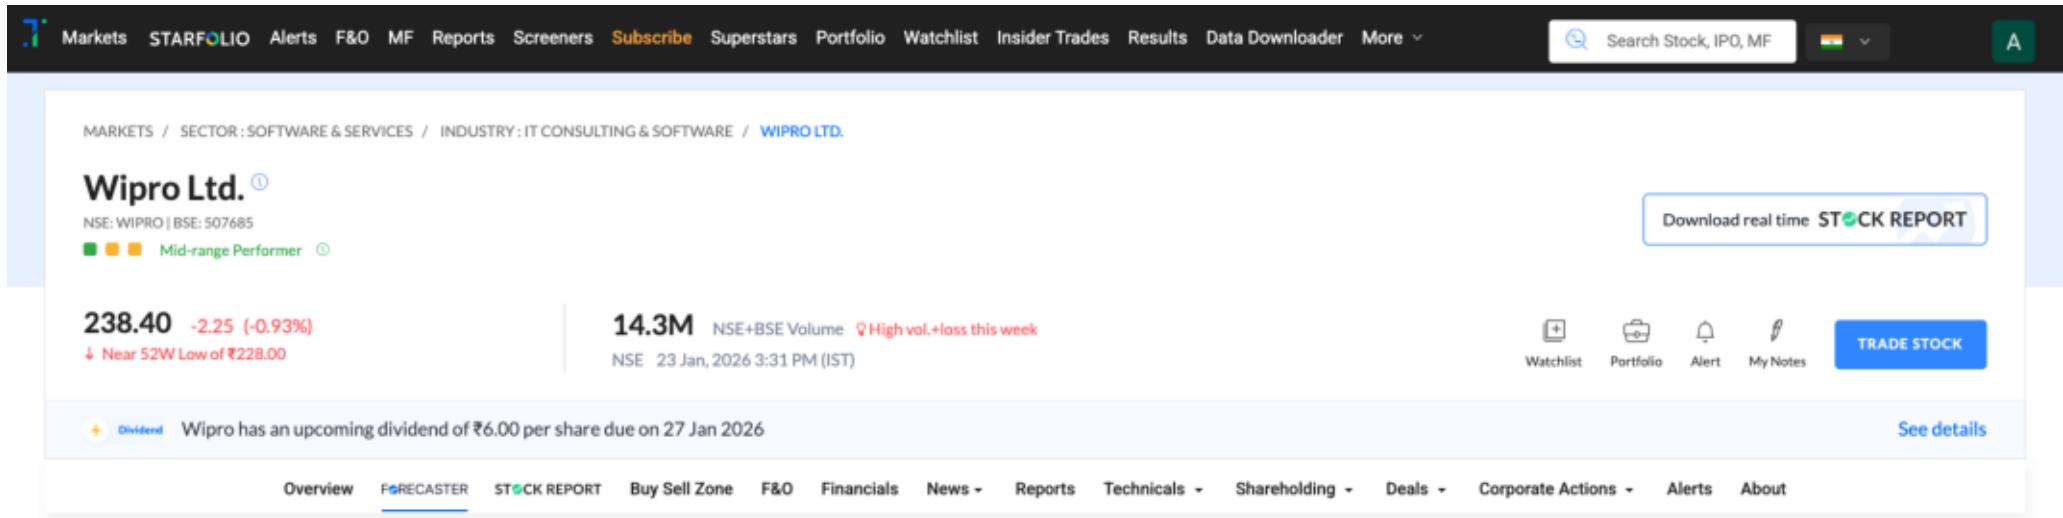 Markets STARFOLIO Alerts F&O MF Reports Screeners Subscribe Superstars Portfolio Watchlist Insider Trades Results Data Downloader More Search Stock, IPO, MF A
MARKETS / SECTOR : SOFTWARE & SERVICES / INDUSTRY : IT CONSULTING & SOFTWARE / WIPRO LTD.
Wipro Ltd.
NSE: WIPRO | BSE: 507685
Mid-range Performer
Download real time STOCK REPORT
238.40 -2.25 (-0.93%)
Near 52W Low of ₹228.00
14.3M NSE+BSE Volume High vol.+loss this week
NSE 23 Jan, 2026 3:31 PM (IST)
Watchlist Portfolio Alert My Notes
TRADE STOCK
Dividend Wipro has an upcoming dividend of ₹6.00 per share due on 27 Jan 2026 See details
Overview FORECASTER STOCK REPORT Buy Sell Zone F&O Financials News Reports Technicals Shareholding Deals Corporate Actions Alerts About